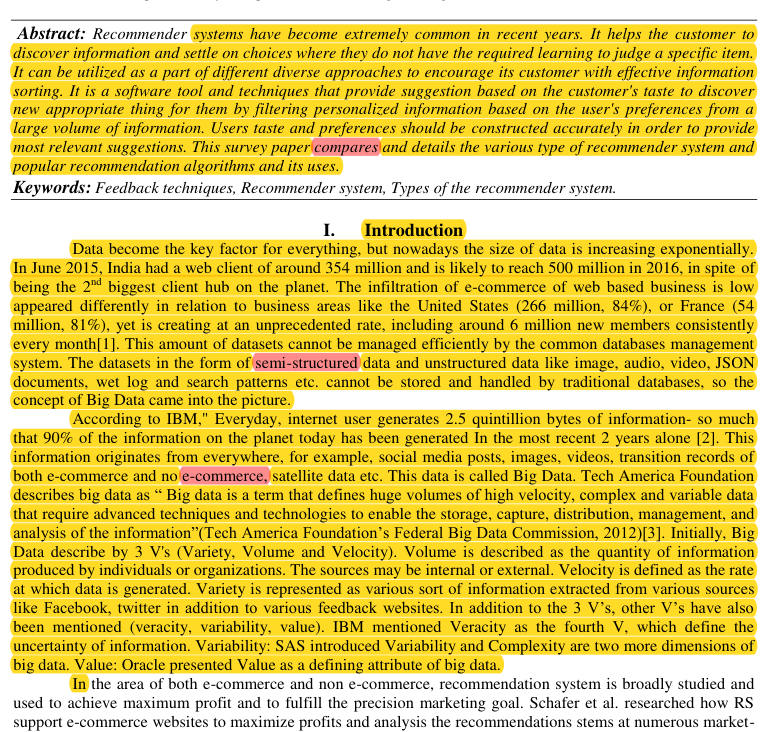 Abstract: Recommender systems have become extremely common in recent years. It helps the customer to
discover information and settle on choices where they do not have the required learning to judge a specific item.
It can be utilized as a part of different diverse approaches to encourage its customer with effective information
sorting. It is a software tool and techniques that provide suggestion based on the customer's taste to discover
new appropriate thing for them by filtering personalized information based on the user's preferences from a
large volume of information. Users taste and preferences should be constructed accurately in order to provide
most relevant suggestions. This survey paper compares and details the various type of recommender system and
popular recommendation algorithms and its uses.
Keywords: Feedback techniques, Recommender system, Types of the recommender system.
I. Introduction
Data become the key factor for everything, but nowadays the size of data is increasing exponentially.
In June 2015, India had a web client of around 354 million and is likely to reach 500 million in 2016, in spite of
being the 2nd biggest client hub on the planet. The infiltration of e-commerce of web based business is low
appeared differently in relation to business areas like the United States (266 million, 84%), or France (54
million, 81%), yet is creating at an unprecedented rate, including around 6 million new members consistently
every month[1]. This amount of datasets cannot be managed efficiently by the common databases management
system. The datasets in the form of semi-structured data and unstructured data like image, audio, video, JSON
documents, wet log and search patterns etc. cannot be stored and handled by traditional databases, so the
concept of Big Data came into the picture.
According to IBM," Everyday, internet user generates 2.5 quintillion bytes of information- so much
that 90% of the information on the planet today has been generated In the most recent 2 years alone [2]. This
information originates from everywhere, for example, social media posts, images, videos, transition records of
both e-commerce and no e-commerce, satellite data etc. This data is called Big Data. Tech America Foundation
describes big data as “ Big data is a term that defines huge volumes of high velocity, complex and variable data
that require advanced techniques and technologies to enable the storage, capture, distribution, management, and
analysis of the information”(Tech America Foundation’s Federal Big Data Commission, 2012)[3]. Initially, Big
Data describe by 3 V's (Variety, Volume and Velocity). Volume is described as the quantity of information
produced by individuals or organizations. The sources may be internal or external. Velocity is defined as the rate
at which data is generated. Variety is represented as various sort of information extracted from various sources
like Facebook, twitter in addition to various feedback websites. In addition to the 3 V’s, other V’s have also
been mentioned (veracity, variability, value). IBM mentioned Veracity as the fourth V, which define the
uncertainty of information. Variability: SAS introduced Variability and Complexity are two more dimensions of
big data. Value: Oracle presented Value as a defining attribute of big data.
In the area of both e-commerce and non e-commerce, recommendation system is broadly studied and
used to achieve maximum profit and to fulfill the precision marketing goal. Schafer et al. researched how RS
support e-commerce websites to maximize profits and analysis the recommendations stems at numerous market-